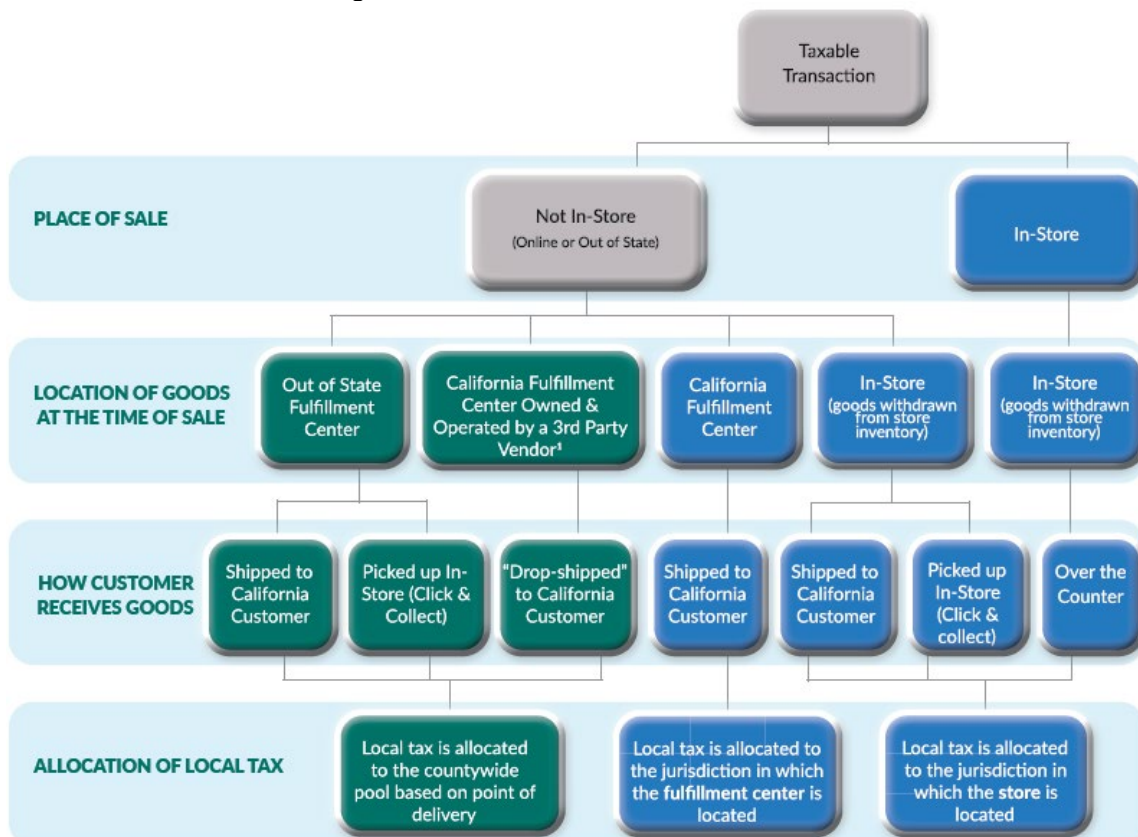 Taxable
Transaction
PLACE OF SALE
Not In-Store
(Online or Out of State)
In-Store
LOCATION OF GOODS
AT THE TIME OF SALE
Out of State
Fulfillment
Center
California Fulfillment
Center Owned &
Operated by a 3rd Party
Vendor¹
California
Fulfillment
Center
In-Store
(goods withdrawn
from store
inventory)
In-Store
(goods withdrawn
from store
inventory)
HOW CUSTOMER
RECEIVES GOODS
Shipped to
California
Customer
Picked up In-
Store (Click &
Collect)
"Drop-shipped"
to California
Customer
Shipped to
California
Customer
Shipped to
California
Customer
Picked up
In-Store
(Click &
collect)
Over the
Counter
ALLOCATION OF LOCAL TAX
Local tax is allocated
to the countywide
pool based on point of
delivery
Local tax is allocated to
the jurisdiction in which
the fulfillment center is
located
Local tax is allocated
to the jurisdiction in
which the store is
located